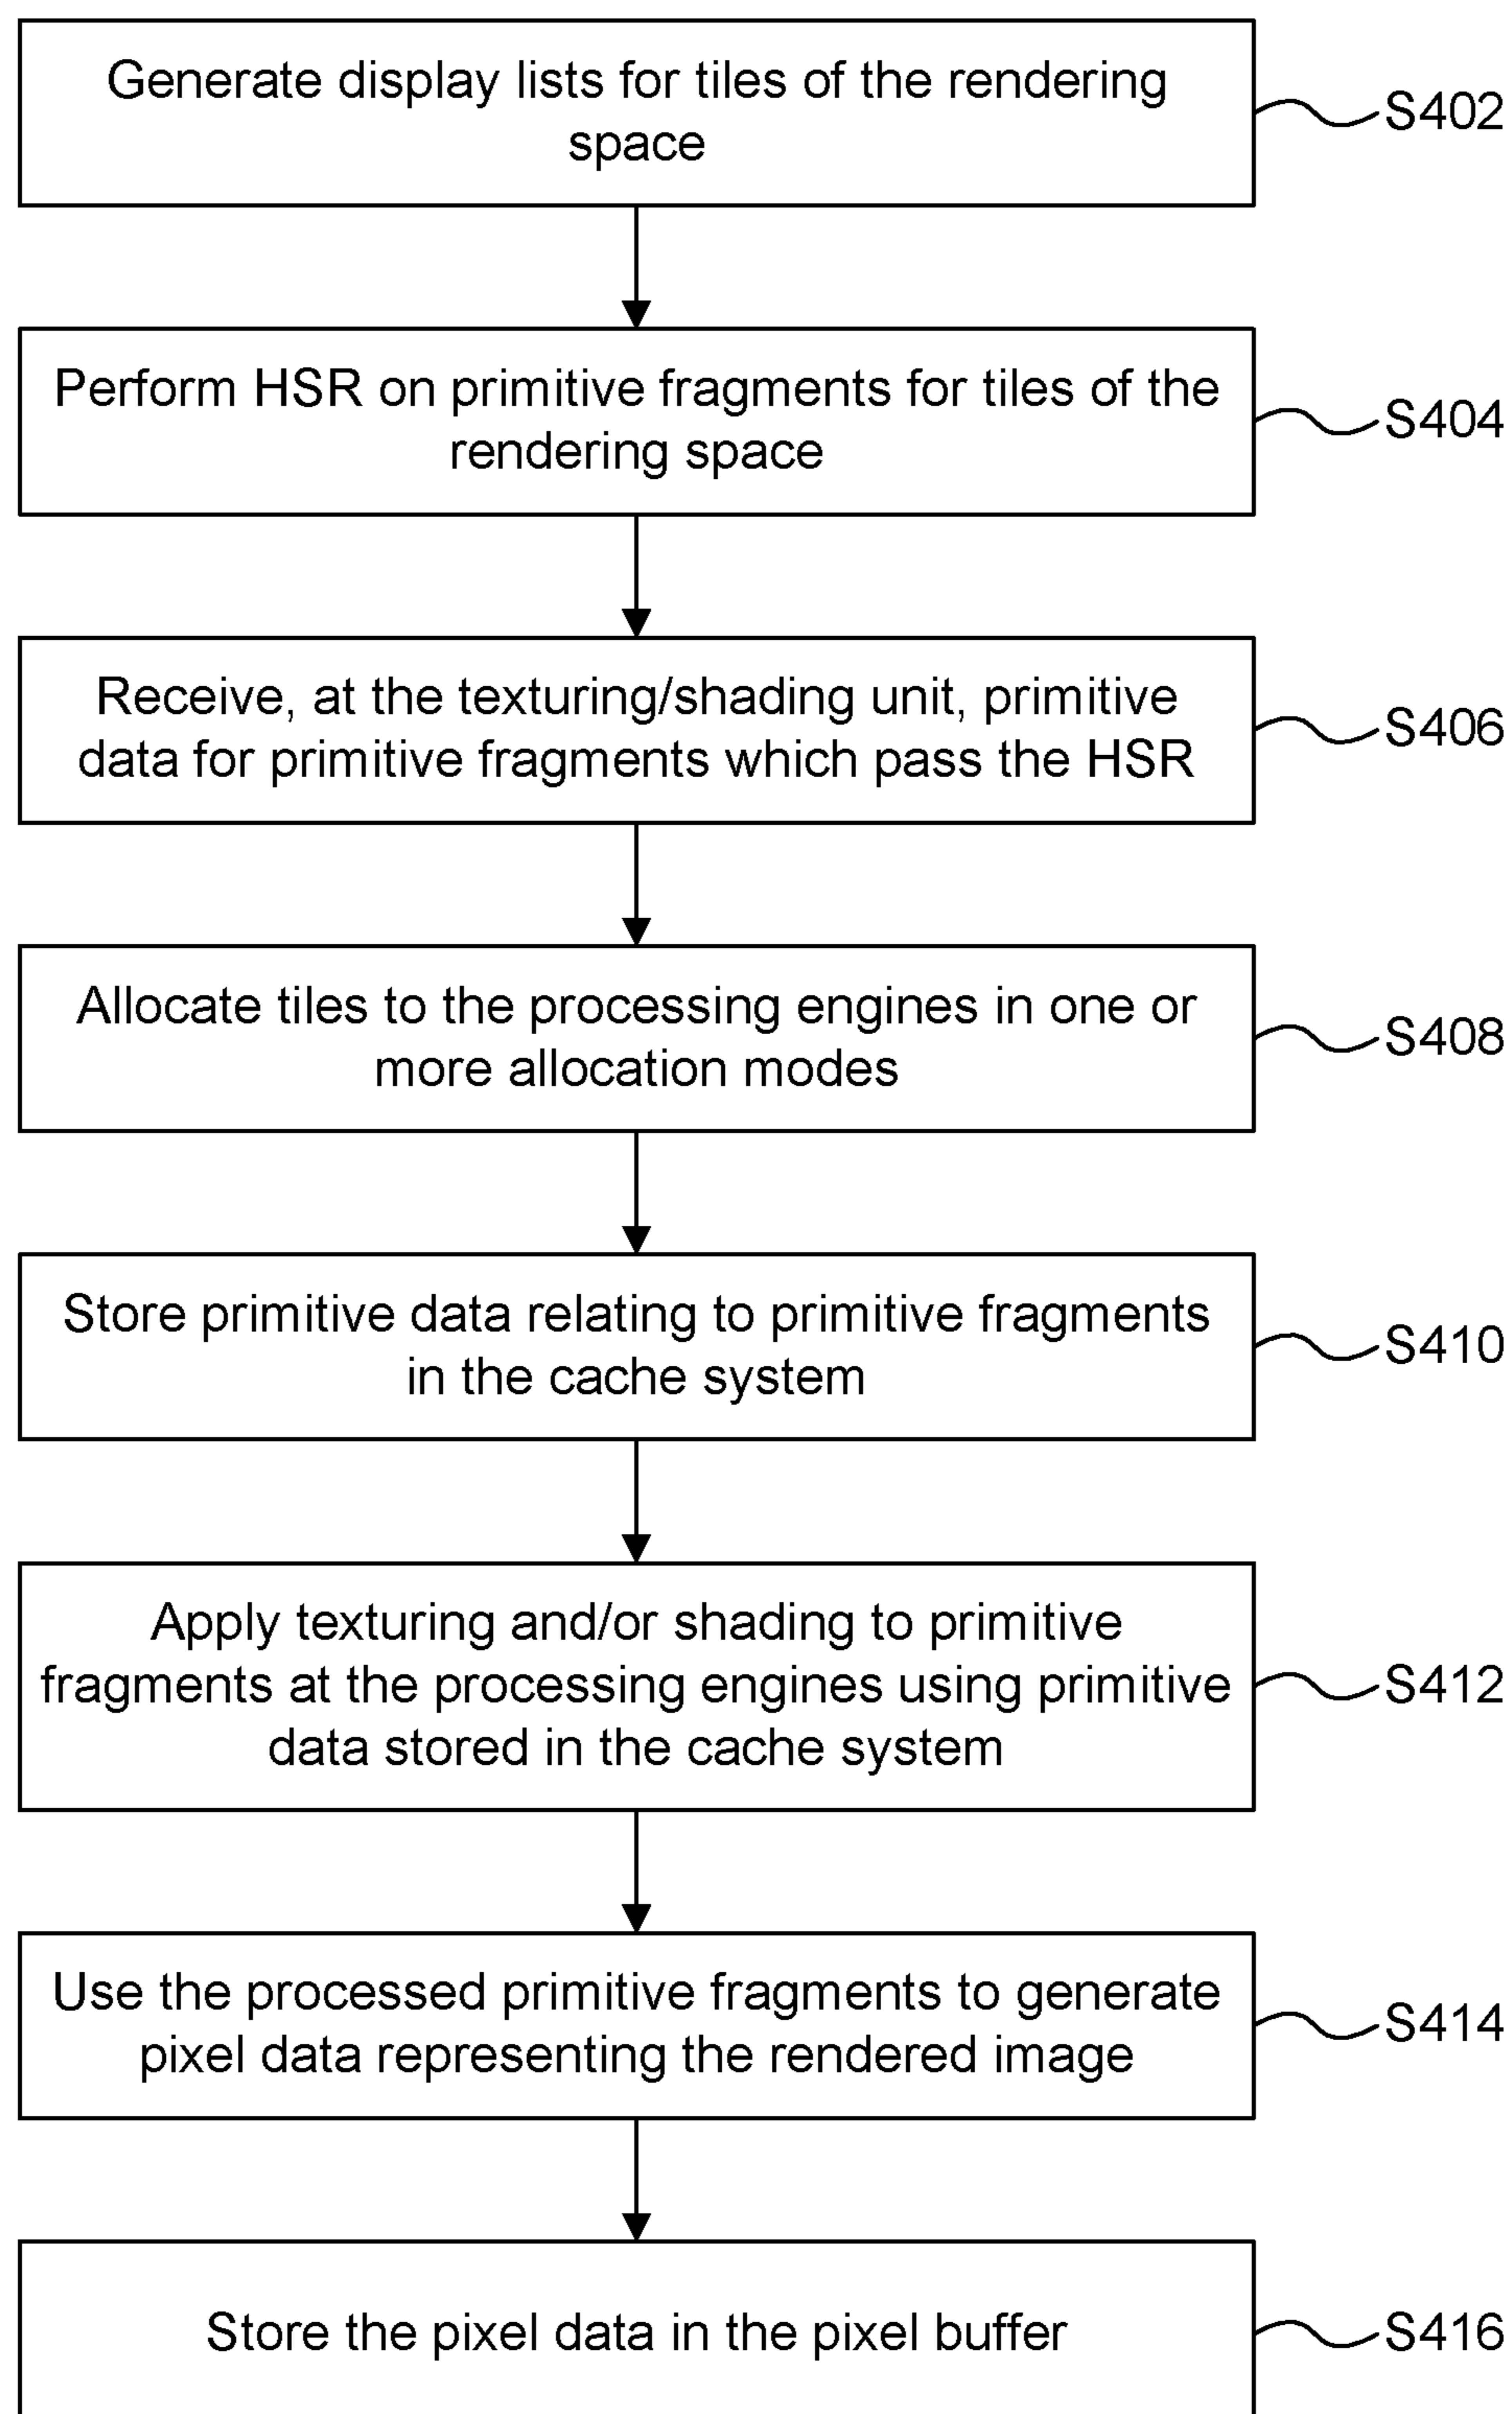 Generate display lists for tiles of the rendering
space
S402
Perform HSR on primitive fragments for tiles of the
rendering space
S404
Receive, at the texturing/shading unit, primitive
data for primitive fragments which pass the HSR
S406
Allocate tiles to the processing engines in one or
more allocation modes
S408
Store primitive data relating to primitive fragments
in the cache system
S410
Apply texturing and/or shading to primitive
fragments at the processing engines using primitive
data stored in the cache system
S412
Use the processed primitive fragments to generate
pixel data representing the rendered image
S414
Store the pixel data in the pixel buffer
S416